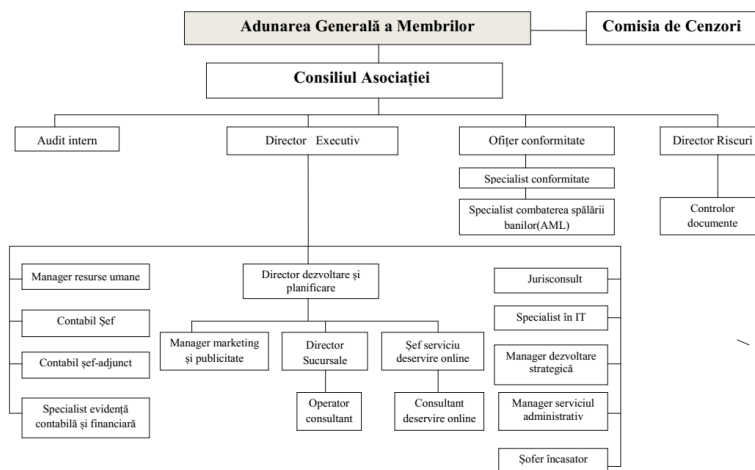 Adunarea Generală a Membrilor
Comisia de Cenzori
Consiliul Asociației
Audit intern
Director Executiv
Ofițer conformitate
Director Riscuri
Specialist conformitate
Specialist combaterea spălării
banilor(AML)
Controlor
documente
Manager resurse umane
Director dezvoltare și
planificare
Jurisconsult
Contabil Șef
Specialist în IT
Manager marketing
și publicitate
Director
Sucursale
Șef serviciu
deservire online
Contabil șef-adjunct
Manager dezvoltare
strategică
Specialist evidență
contabilă și financiară
Operator
consultant
Consultant
deservire online
Manager serviciul
administrativ
Șofer încasator